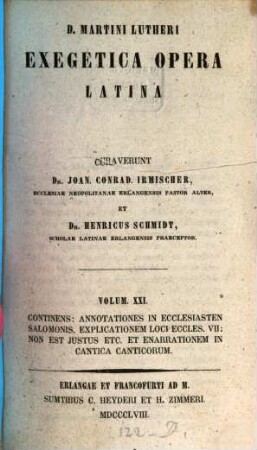 D. MARTINI LUTHERI
EXEGETICA OPERA
LATINA
CURAVERUNT
DR. JOAN. CONRAD. IRMISCHER,
ECCLESIAE NEOPOLITANAE ERLANGENSIS PASTOR ALTER,
ET
DR. HENRICUS SCHMIDT,
SCHOLAE LATINAE ERLANGENSIS PRAECEPTOR.
VOLUM. XXI.
CONTINENS: ANNOTATIONES IN ECCLESIASTEN
SALOMONIS, EXPLICATIONEM LOCI ECCLES. VII:
NON EST JUSTUS ETC. ET ENARRATIONEM IN
CANTICA CANTICORUM.
ERLANGAE ET FRANCOFURTI AD M.
SUMTIBUS C. HEYDERI ET H. ZIMMERI.
MDCCCLVIII.